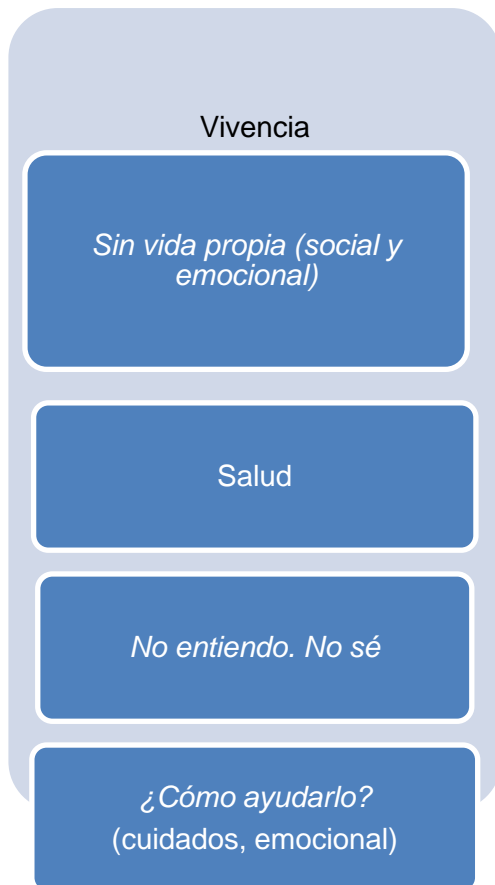 Vivencia
Sin vida propia (social y
emocional)
Salud
No entiendo. No sé
¿Cómo ayudarlo?
(cuidados, emocional)